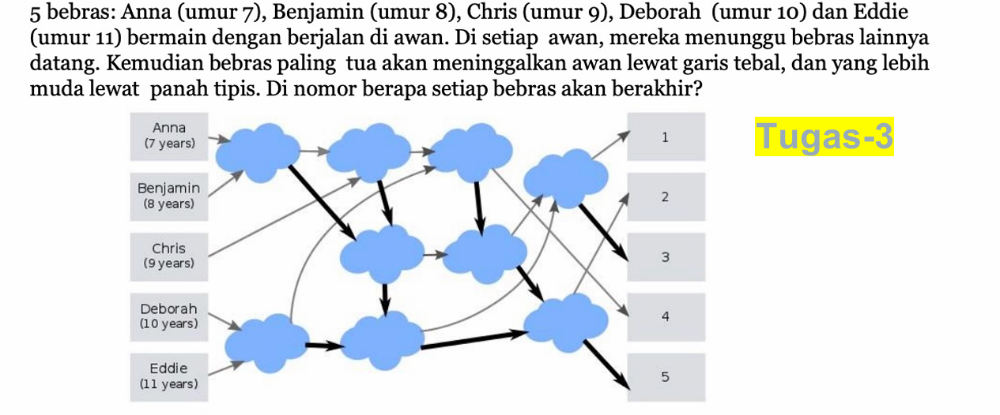 5 bebras: Anna (umur 7), Benjamin (umur 8), Chris (umur 9), Deborah (umur 10) dan Eddie
(umur 11) bermain dengan berjalan di awan. Di setiap awan, mereka menunggu bebras lainnya
datang. Kemudian bebras paling tua akan meninggalkan awan lewat garis tebal, dan yang lebih
muda lewat panah tipis. Di nomor berapa setiap bebras akan berakhir?
Tugas-3
Anna
(7 years)
Benjamin
(8 years)
Chris
(9 years)
Deborah
(10 years)
Eddie
(11 years)
1
2
3
4
5